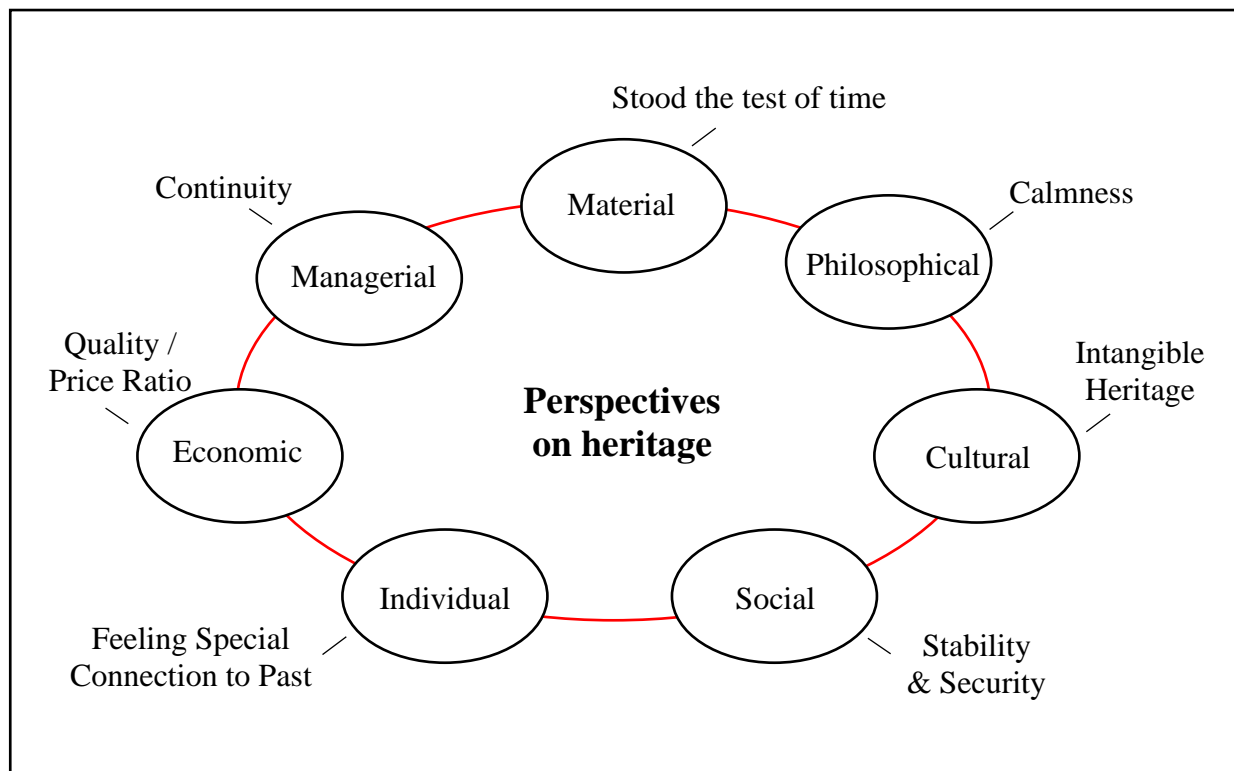 Stood the test of time
Material
Continuity
Managerial
Calmness
Philosophical
Quality /
Price Ratio
Economic
Perspectives
on heritage
Intangible
Heritage
Cultural
Individual
Feeling Special
Connection to Past
Social
Stability
& Security